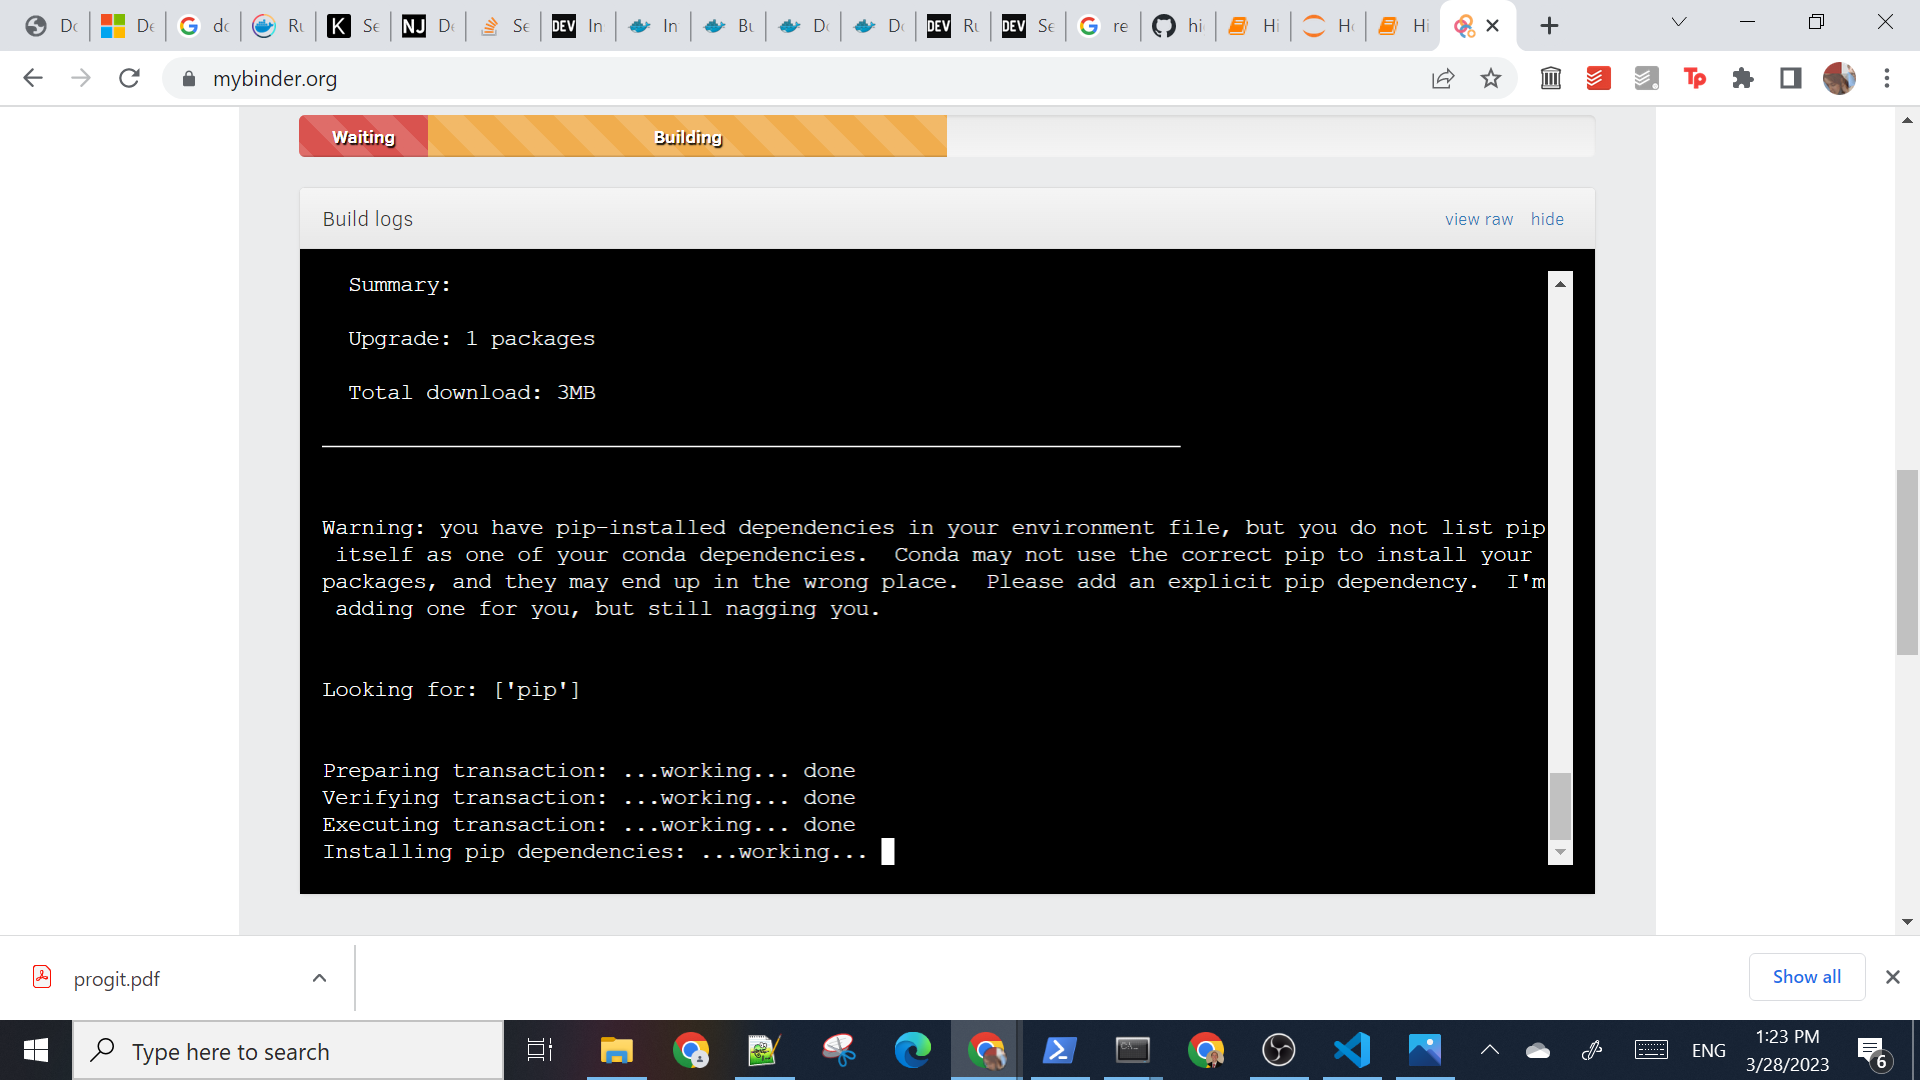 Do
De
do
Ru
Se
De
Se
In
In
Bu
Do
Do
Ru
Se
re
hi
Hi
Ho
Hi
mybinder.org
Waiting
Building
Build logs
view raw
hide
Summary:
Upgrade: 1 packages
Total download: 3MB
Warning: you have pip-installed dependencies in your environment file, but you do not list pip
itself as one of your conda dependencies.  Conda may not use the correct pip to install your
packages, and they may end up in the wrong place.  Please add an explicit pip dependency.  I'm
adding one for you, but still nagging you.
Looking for: ['pip']
Preparing transaction: ...working... done
Verifying transaction: ...working... done
Executing transaction: ...working... done
Installing pip dependencies: ...working...
progit.pdf
Show all
Type here to search
ENG
1:23 PM
3/28/2023
6